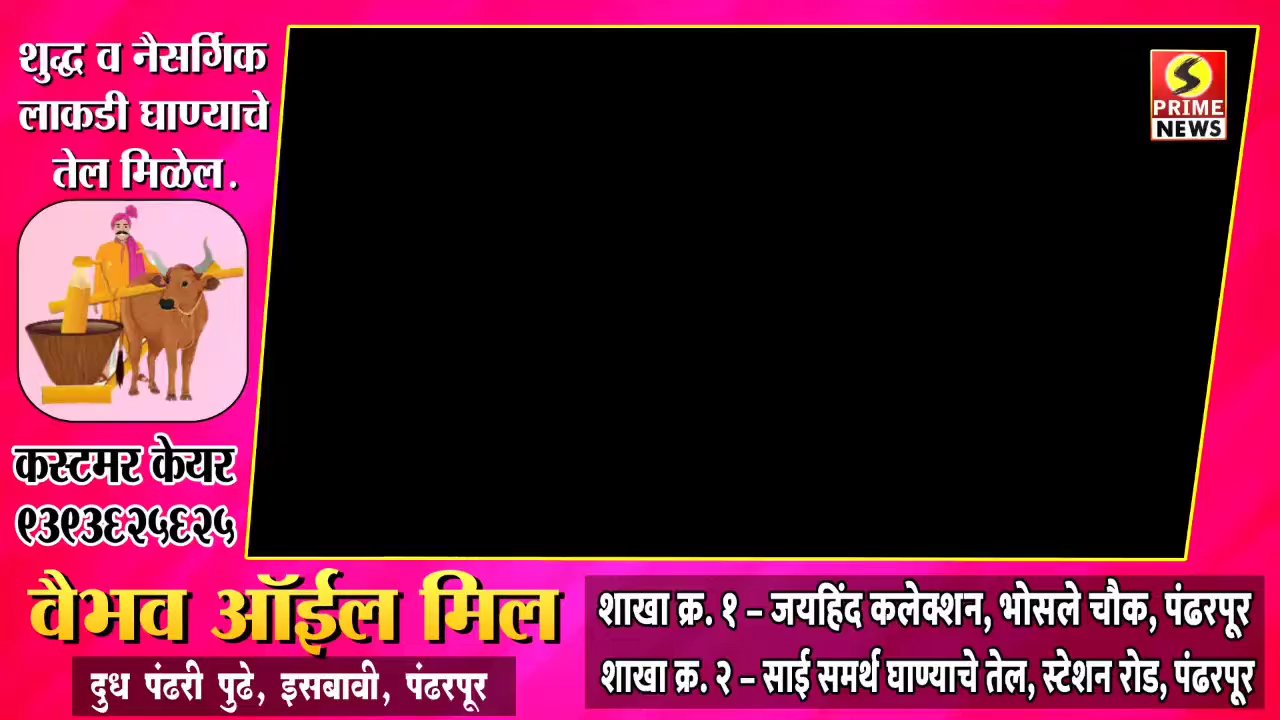 शुद्ध व नैसर्गिक
लाकडी घाण्याचे
तेल मिळेल.
PRIME
NEWS
कस्टमर केयर
९३९३६२५६२५
वैभव ऑईल मिल
दुध पंढरी पुढे, इसबावी, पंढरपूर
शाखा क्र. १ – जयहिंद कलेक्शन, भोसले चौक, पंढरपूर
शाखा क्र. २ – साई समर्थ घाण्याचे तेल, स्टेशन रोड, पंढरपूर